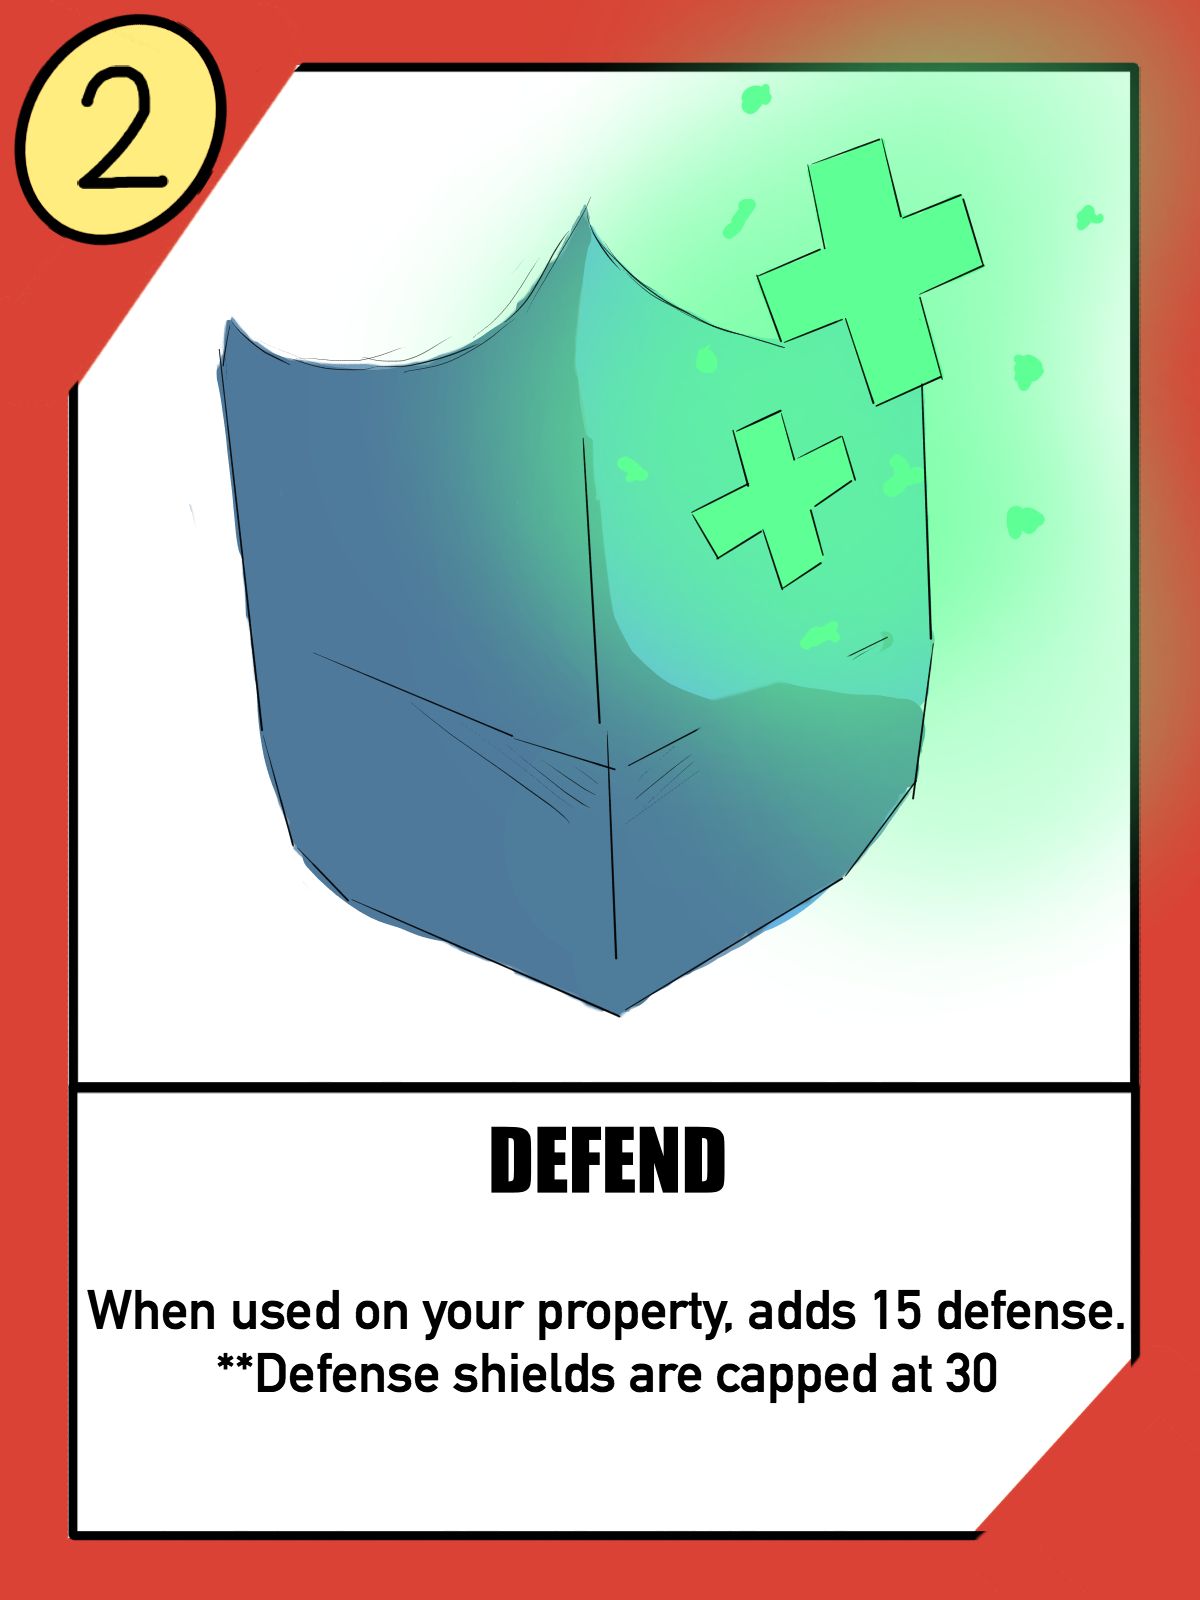 2
DEFEND
When used on your property, adds 15 defense.
**Defense shields are capped at 30